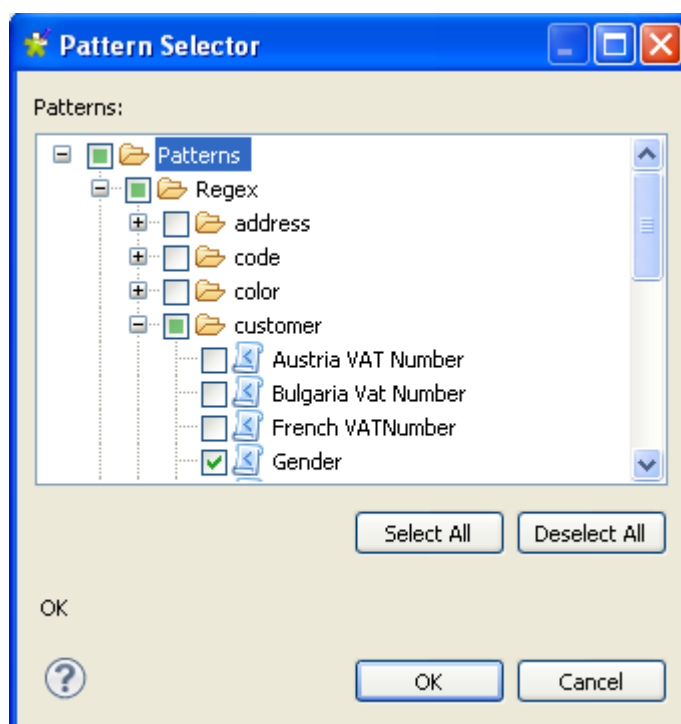 Pattern Selector
Patterns:
Patterns
Regex
address
code
color
customer
Austria VAT Number
Bulgaria Vat Number
French VATNumber
Gender
Select All Deselect All
OK
? OK Cancel